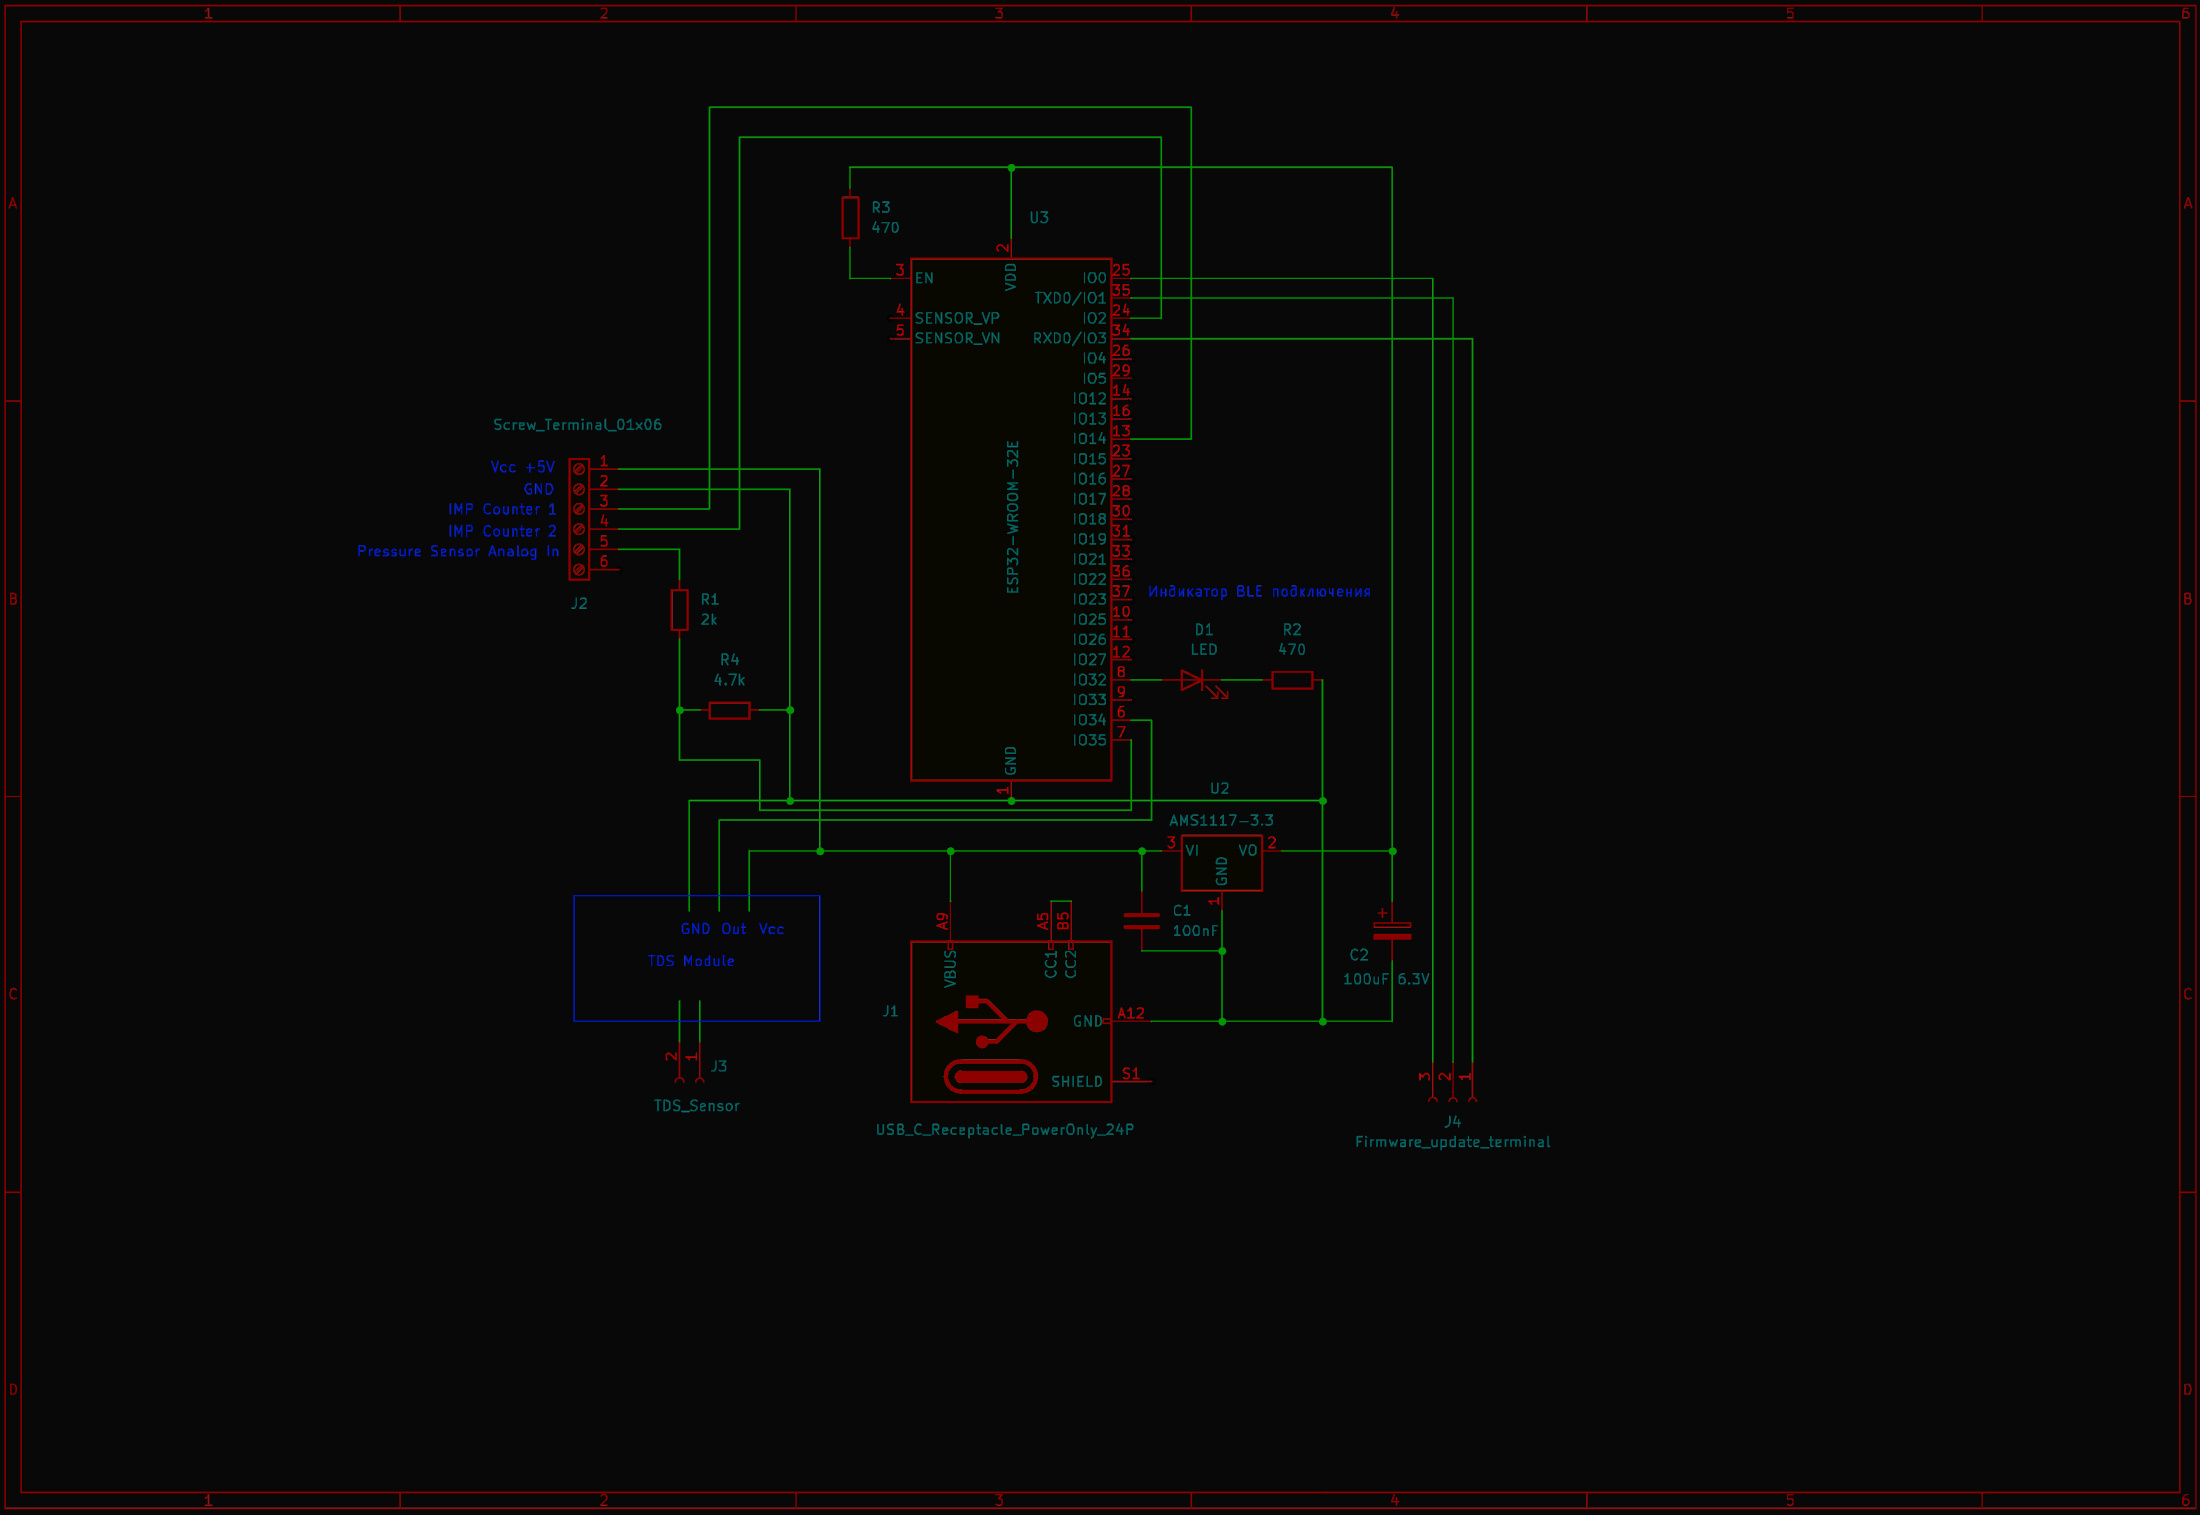 1 2 3 4 5 6
A A
R3
470
U3
2
VDD
3 EN
4 SENSOR_VP
5 SENSOR_VN
IO0 25
TXD0/IO1 35
IO2 24
RXD0/IO3 34
IO4 26
IO5 29
IO12 14
IO13 16
IO14 13
IO15 23
IO16 27
IO17 28
IO18 30
IO19 31
IO21 33
IO22 36
IO23 37
IO25 10
IO26 11
IO27 12
IO32 8
IO33 9
IO34 6
IO35 7
ESP32-WROOM-32E
GND
1
Screw_Terminal_01x06
Vcc +5V 1
GND 2
IMP Counter 1 3
IMP Counter 2 4
Pressure Sensor Analog In 5
6
J2
B B
R1
2k
R4
4.7k
Индикатор BLE подключения
D1
LED
R2
470
U2
AMS1117-3.3
3 VI VO 2
GND
1
C1
100nF
+
C2
100uF 6.3V
GND Out Vcc
TDS Module
2 1
J3
TDS_Sensor
C C
A9 A5 B5
VBUS CC1 CC2
J1
GND A12
SHIELD S1
USB_C_Receptacle_PowerOnly_24P
3 2 1
J4
Firmware_update_terminal
D D
1 2 3 4 5 6